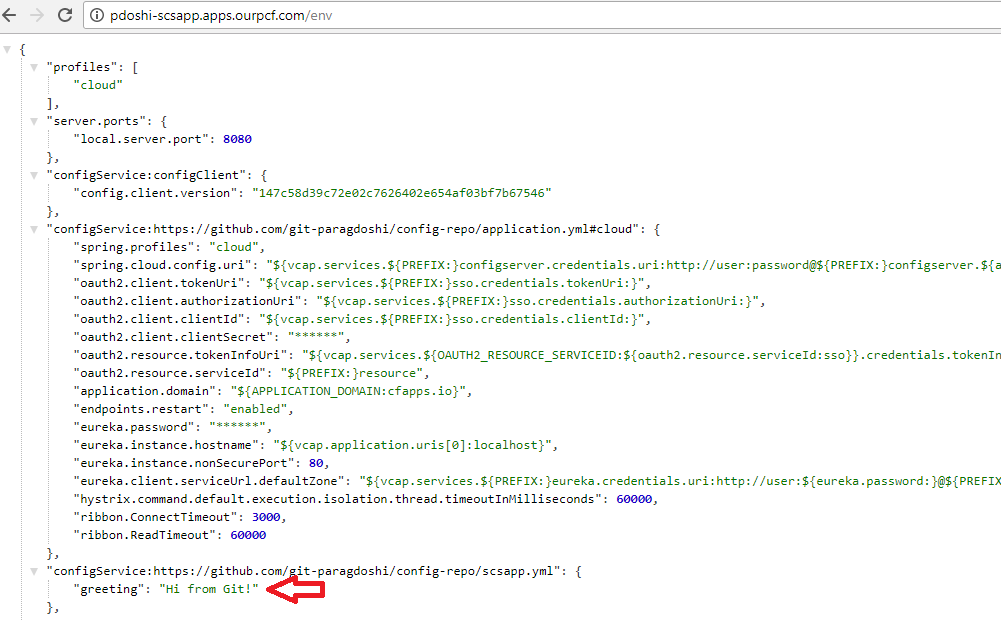 pdoshi-scsapp.apps.ourpcf.com/env
{
"profiles": [
"cloud"
],
"server.ports": {
"local.server.port": 8080
},
"configService:configClient": {
"config.client.version": "147c58d39c72e02c7626402e654af03bf7b67546"
},
"configService:https://github.com/git-paragdoshi/config-repo/application.yml#cloud": {
"spring.profiles": "cloud",
"spring.cloud.config.uri": "${vcap.services.${PREFIX:}configserver.credentials.uri:http://user:password@${PREFIX:}configserver.${a
"oauth2.client.tokenUri": "${vcap.services.${PREFIX:}sso.credentials.tokenUri:}",
"oauth2.client.authorizationUri": "${vcap.services.${PREFIX:}sso.credentials.authorizationUri:}",
"oauth2.client.clientId": "${vcap.services.${PREFIX:}sso.credentials.clientId:}",
"oauth2.client.clientSecret": "******",
"oauth2.resource.tokenInfoUri": "${vcap.services.${OAUTH2_RESOURCE_SERVICEID:${oauth2.resource.serviceId:sso}}.credentials.tokenIn
"oauth2.resource.serviceId": "${PREFIX:}resource",
"application.domain": "${APPLICATION_DOMAIN:cfapps.io}",
"endpoints.restart": "enabled",
"eureka.password": "******",
"eureka.instance.hostname": "${vcap.application.uris[0]:localhost}",
"eureka.instance.nonSecurePort": 80,
"eureka.client.serviceUrl.defaultZone": "${vcap.services.${PREFIX:}eureka.credentials.uri:http://user:${eureka.password:}@${PREFIX
"hystrix.command.default.execution.isolation.thread.timeoutInMilliseconds": 60000,
"ribbon.ConnectTimeout": 3000,
"ribbon.ReadTimeout": 60000
},
"configService:https://github.com/git-paragdoshi/config-repo/scsapp.yml": {
"greeting": "Hi from Git!"
},